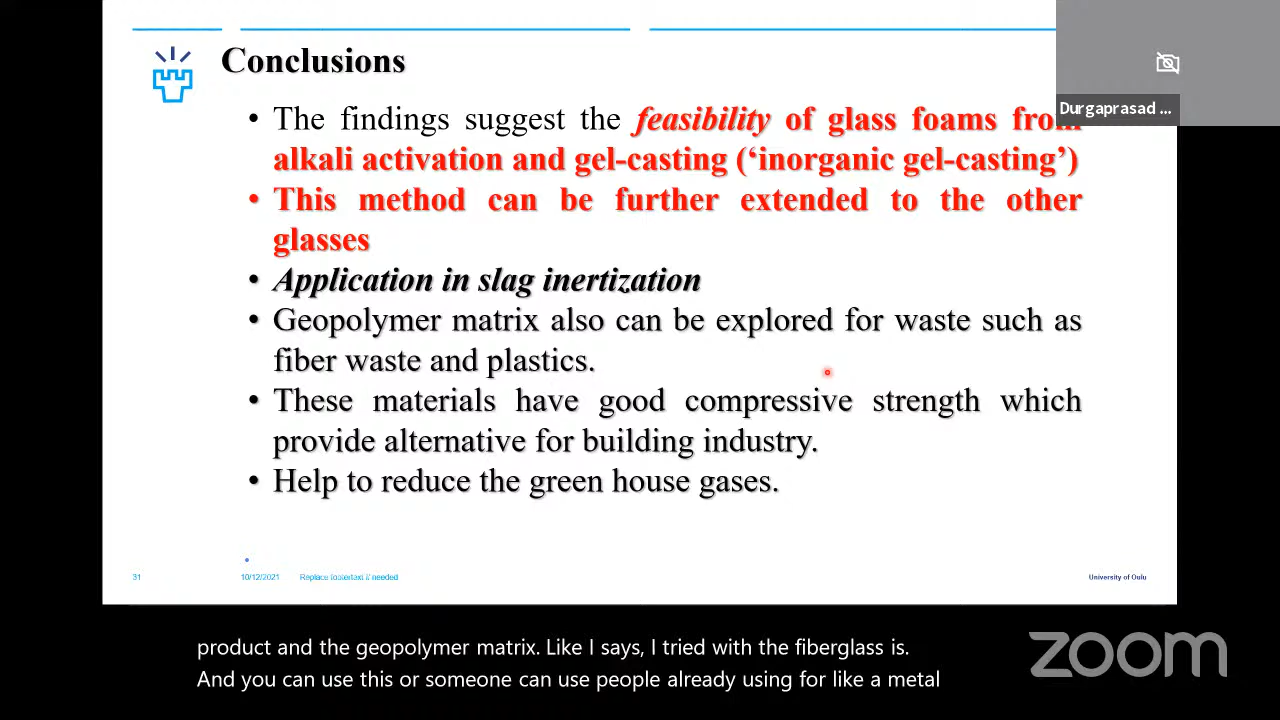 Conclusions
Durgaprasad ...
• The findings suggest the feasibility of glass foams from
alkali activation and gel-casting (‘inorganic gel-casting’)
• This method can be further extended to the other
glasses
• Application in slag inertization
• Geopolymer matrix also can be explored for waste such as
fiber waste and plastics.
• These materials have good compressive strength which
provide alternative for building industry.
• Help to reduce the green house gases.
31 10/12/2021 Replace footertext if needed University of Oulu
product and the geopolymer matrix. Like I says, I tried with the fiberglass is.
And you can use this or someone can use people already using for like a metal
zoom